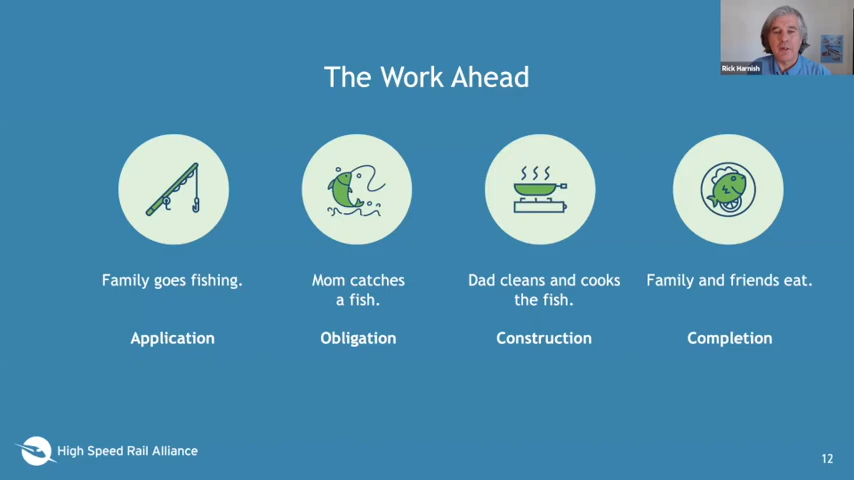 Rick Harnish
The Work Ahead
Family goes fishing.
Application
Mom catches
a fish.
Obligation
Dad cleans and cooks
the fish.
Construction
Family and friends eat.
Completion
High Speed Rail Alliance
12